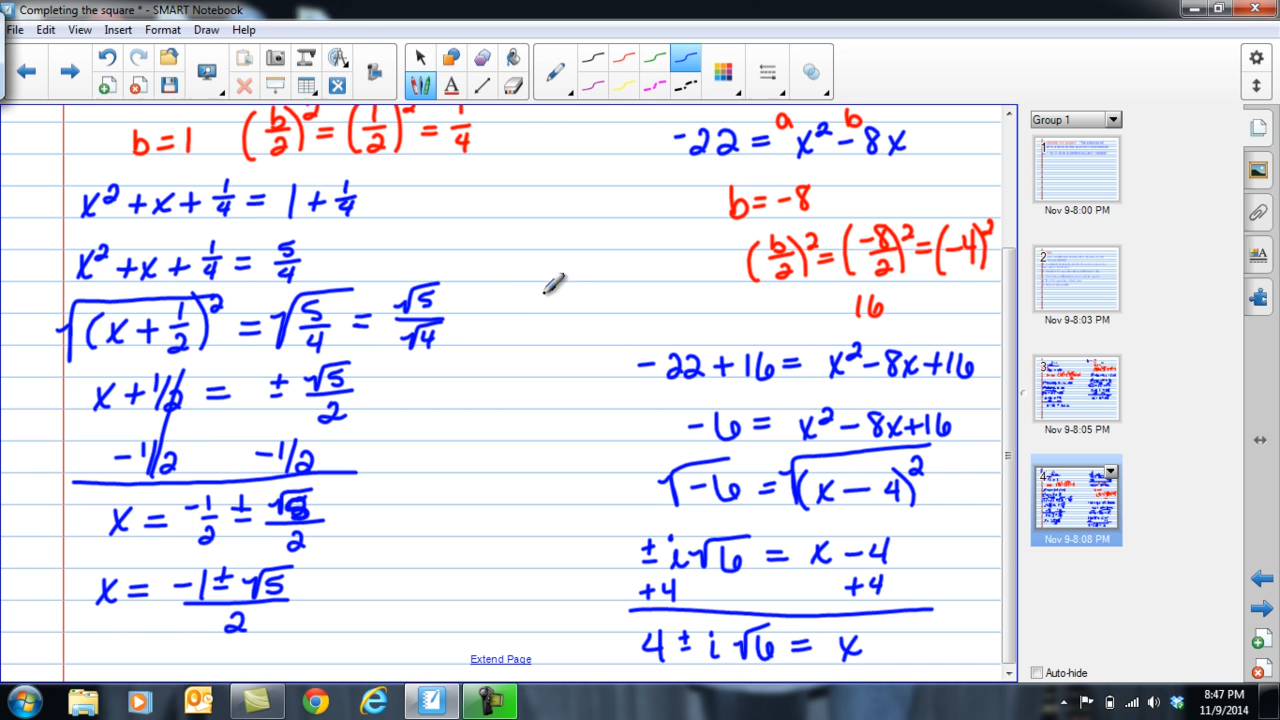 Completing the square * - SMART Notebook
File Edit View Insert Format Draw Help
b = 1 (b/2)² = (1/2)² = 1/4
x² + x + 1/4 = 1 + 1/4
x² + x + 1/4 = 5/4
√(x + 1/2)² = √5/4 = √5/√4
x + 1/2 = ± √5/2
-1/2 -1/2
x = -1/2 ± √5/2
x = -1 ± √5/2
a b
-22 = x² - 8x
b = -8
(b/2)² = (-8/2)² = (-4)²
16
-22 + 16 = x² - 8x + 16
-6 = x² - 8x + 16
√-6 = √(x - 4)²
± i√6 = x - 4
+4 +4
4 ± i√6 = x
Extend Page
Group 1
1
Nov 9-8:00 PM
2
Nov 9-8:03 PM
3
Nov 9-8:05 PM
4
Nov 9-8:08 PM
Auto-hide
8:47 PM
11/9/2014